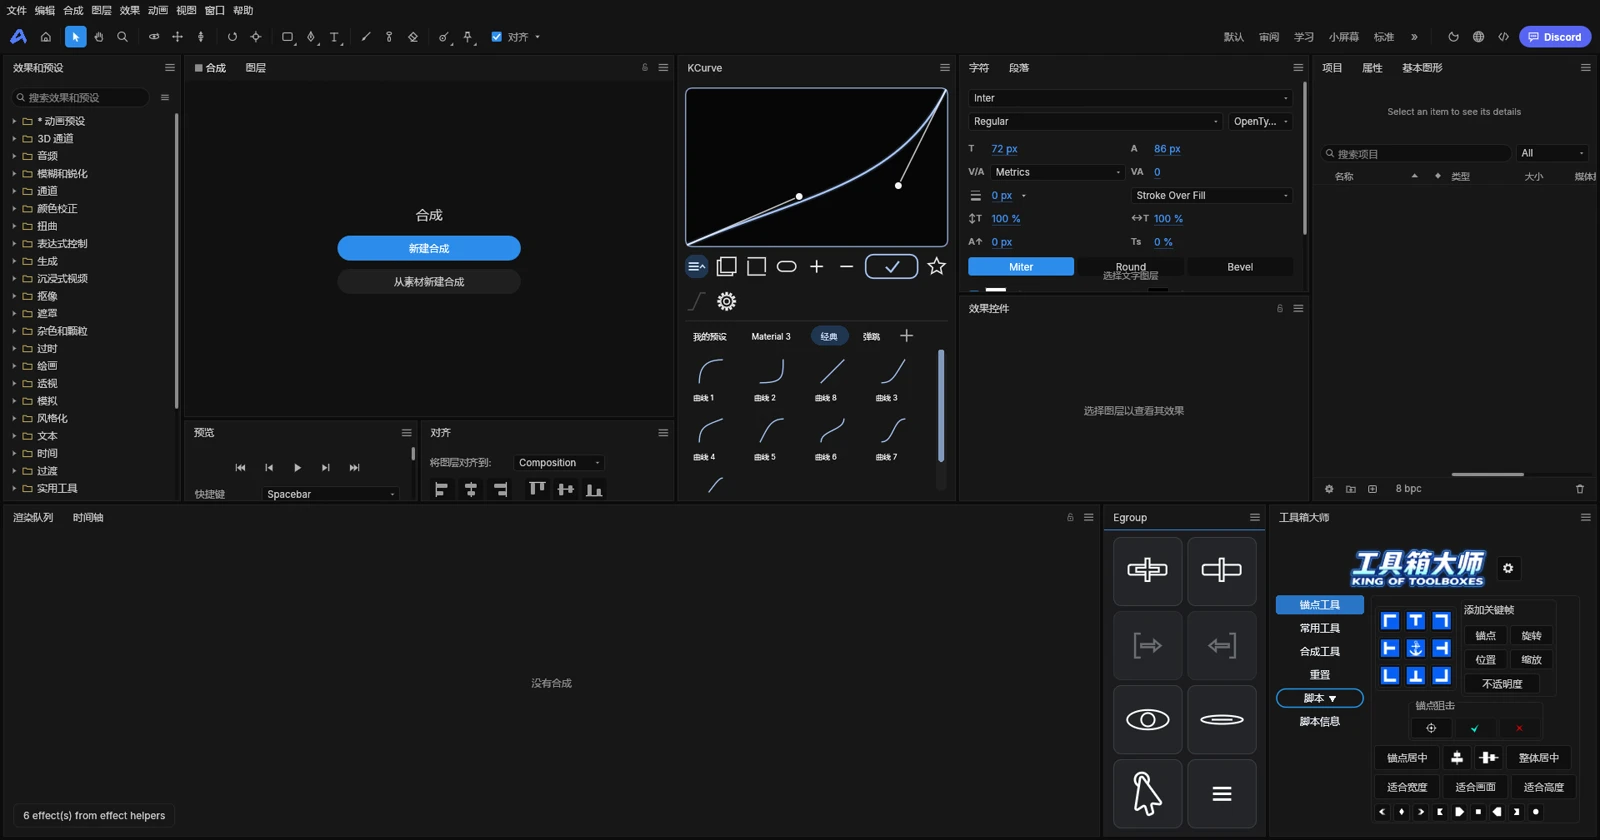 文件 编辑 合成 图层 效果 动画 视图 窗口 帮助
对齐
默认 审阅 学习 小屏幕 标准 » Discord
效果和预设
搜索效果和预设
* 动画预设
3D 通道
音频
模糊和锐化
通道
颜色校正
扭曲
表达式控制
生成
沉浸式视频
抠像
遮罩
杂色和颗粒
过时
绘画
透视
模拟
风格化
文本
时间
过渡
实用工具
合成 图层
合成
新建合成
从素材新建合成
预览
快捷键 Spacebar
对齐
将图层对齐到: Composition
KCurve
我的预设 Material 3 经典 弹跳
曲线 1 曲线 2 曲线 8 曲线 3
曲线 4 曲线 5 曲线 6 曲线 7
字符 段落
Inter
Regular OpenTy...
T 72 px A 86 px
V/A Metrics VA 0
0 px Stroke Over Fill
T 100 % T 100 %
A 0 px Ts 0 %
Miter Round Bevel
选择文字图层
效果控件
选择图层以查看其效果
项目 属性 基本图形
Select an item to see its details
搜索项目 All
名称 类型 大小
8 bpc
渲染队列 时间轴
没有合成
6 effect(s) from effect helpers
Egroup
工具箱大师
工具箱大师
KING OF TOOLBOXES
锚点工具
常用工具
合成工具
重置
脚本 ▼
脚本信息
添加关键帧
锚点 旋转
位置 缩放
不透明度
锚点狙击
锚点居中 整体居中
适合宽度 适合画面 适合高度